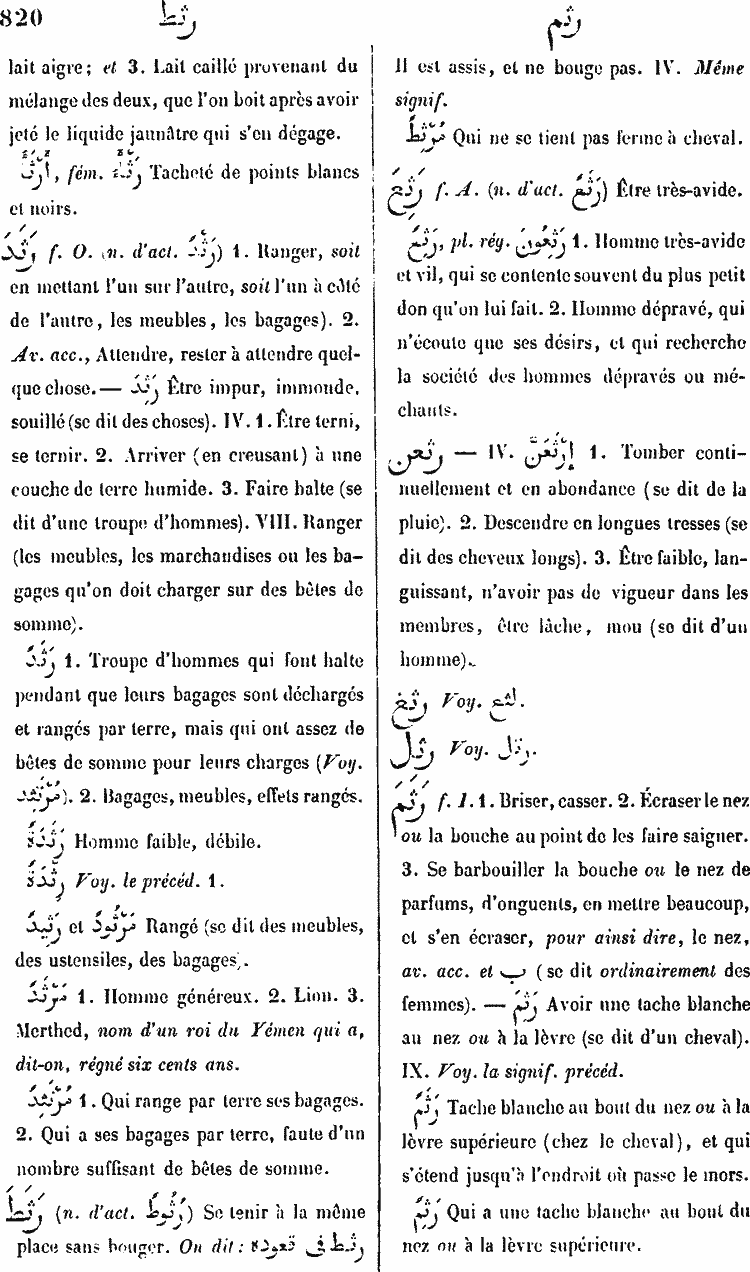 820
رثط
رثم
lait aigre; et 3. Lait caillé provenant du
mélange des deux, que l'on boit après avoir
jeté le liquide jaunâtre qui s'en dégage.
fém. Tacheté de points blancs
et noirs.
رَثَدَ f. O. (n. d'act. رَثْدٌ) 1. Ranger, soit
en mettant l'un sur l'autre, soit l'un à côté
de l'autre, les meubles, les bagages). 2.
Av. acc., Attendre, rester à attendre quel-
que chose. — رَثِدَ Être impur, immonde,
souillé (se dit des choses). IV. 1. Être terni,
se ternir. 2. Arriver (en creusant) à une
couche de terre humide. 3. Faire halte (se
dit d'une troupe d'hommes). VIII. Ranger
(les meubles, les marchandises ou les ba-
gages qu'on doit charger sur des bêtes de
somme).
رَثَدٌ 1. Troupe d'hommes qui font halte
pendant que leurs bagages sont déchargés
et rangés par terre, mais qui ont assez de
bêtes de somme pour leurs charges (Voy.
مُرْثِد). 2. Bagages, meubles, effets rangés.
رَثَدَةٌ Homme faible, débile.
رِثْدَةٌ Voy. le précéd. 1.
رَثِيدٌ et مَرْثُودٌ Rangé (se dit des meubles,
des ustensiles, des bagages).
مَرْثَدٌ 1. Homme généreux. 2. Lion. 3.
Merthed, nom d'un roi du Yémen qui a,
dit-on, régné six cents ans.
مُرْثِدٌ 1. Qui range par terre ses bagages.
2. Qui a ses bagages par terre, faute d'un
nombre suffisant de bêtes de somme.
رَثَطَ (n. d'act. رُثُوطٌ) Se tenir à la même
place sans bouger. On dit: رثط فى قعوده
Il est assis, et ne bouge pas. IV. Même
signif.
مُرْثِطٌ Qui ne se tient pas ferme à cheval.
رَثِعَ f. A. (n. d'act. رَثَعٌ) Être très-avide.
رَثِعٌ, pl. rég. رَثِعُونَ 1. Homme très-avide
et vil, qui se contente souvent du plus petit
don qu'on lui fait. 2. Homme dépravé, qui
n'écoute que ses désirs, et qui recherche
la société des hommes dépravés ou mé-
chants.
رثعن — IV. إِرْثَعَنَّ 1. Tomber conti-
nuellement et en abondance (se dit de la
pluie). 2. Descendre en longues tresses (se
dit des cheveux longs). 3. Être faible, lan-
guissant, n'avoir pas de vigueur dans les
membres, être lâche, mou (se dit d'un
homme).
رثغ Voy. لثغ.
رثل Voy. رتل.
رَثَمَ f. I. 1. Briser, casser. 2. Écraser le nez
ou la bouche au point de les faire saigner.
3. Se barbouiller la bouche ou le nez de
parfums, d'onguents, en mettre beaucoup,
et s'en écraser, pour ainsi dire, le nez,
av. acc. et ب (se dit ordinairement des
femmes). — رَثِمَ Avoir une tache blanche
au nez ou à la lèvre (se dit d'un cheval).
IX. Voy. la signif. précéd.
رَثَمٌ Tache blanche au bout du nez ou à la
lèvre supérieure (chez le cheval), et qui
s'étend jusqu'à l'endroit où passe le mors.
رَثِمٌ Qui a une tache blanche au bout du
nez ou à la lèvre supérieure.